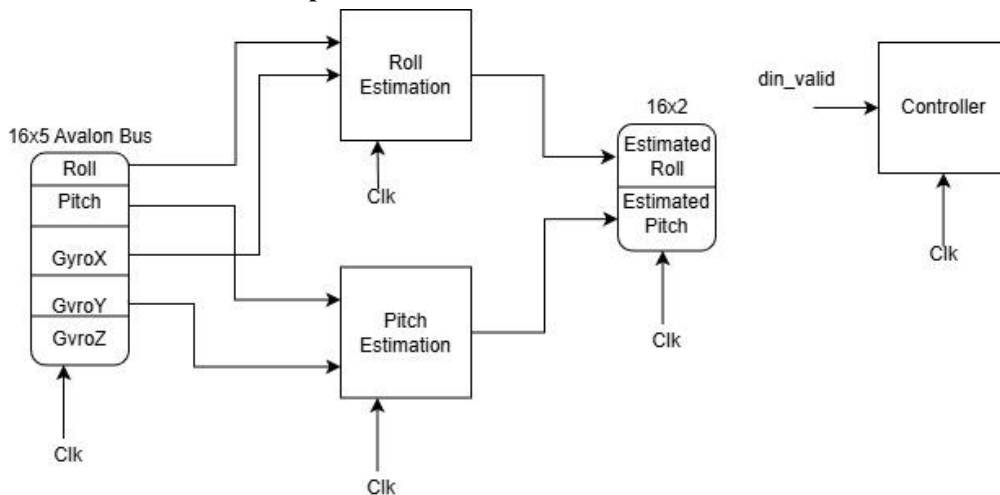 Roll
Estimation
din_valid
Controller
16x2
16x5 Avalon Bus
Roll
Pitch
GyroX
GvroY
GvroZ
Estimated
Roll
Estimated
Pitch
Clk
Clk
Pitch
Estimation
Clk
Clk
Clk